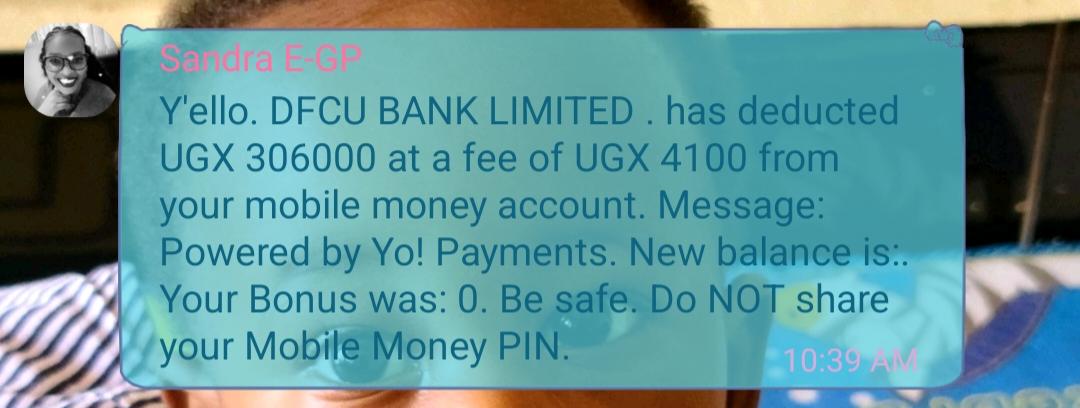 Sandra E-GP
Y'ello. DFCU BANK LIMITED . has deducted
UGX 306000 at a fee of UGX 4100 from
your mobile money account. Message:
Powered by Yo! Payments. New balance is:.
Your Bonus was: 0. Be safe. Do NOT share
your Mobile Money PIN.
10:39 AM